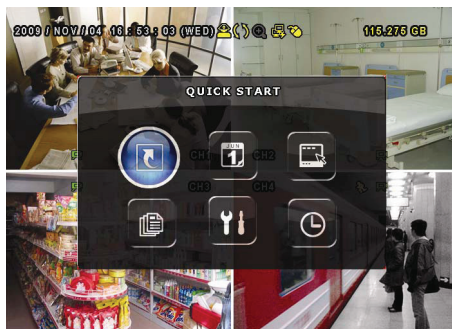 2009 / NOV / 04 16 : 53 : 03 (WED) 115.275 GB
QUICK START
JUN
1
CH1 CH2
CH3 CH4